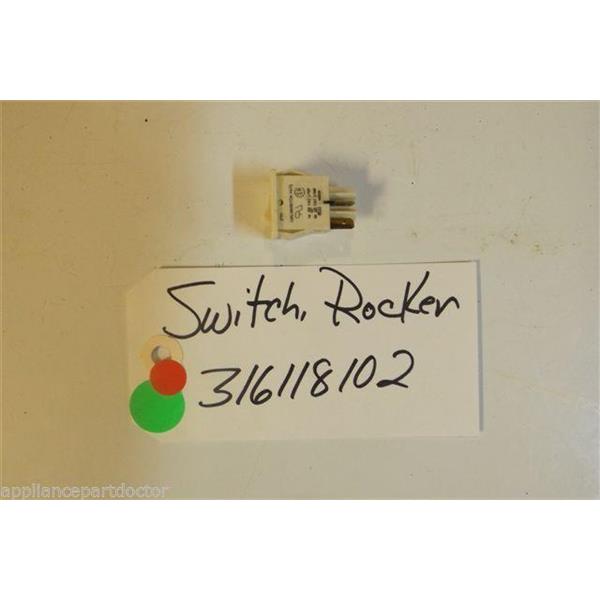 Switch, Rocker
316118102
appliancepartdoctor